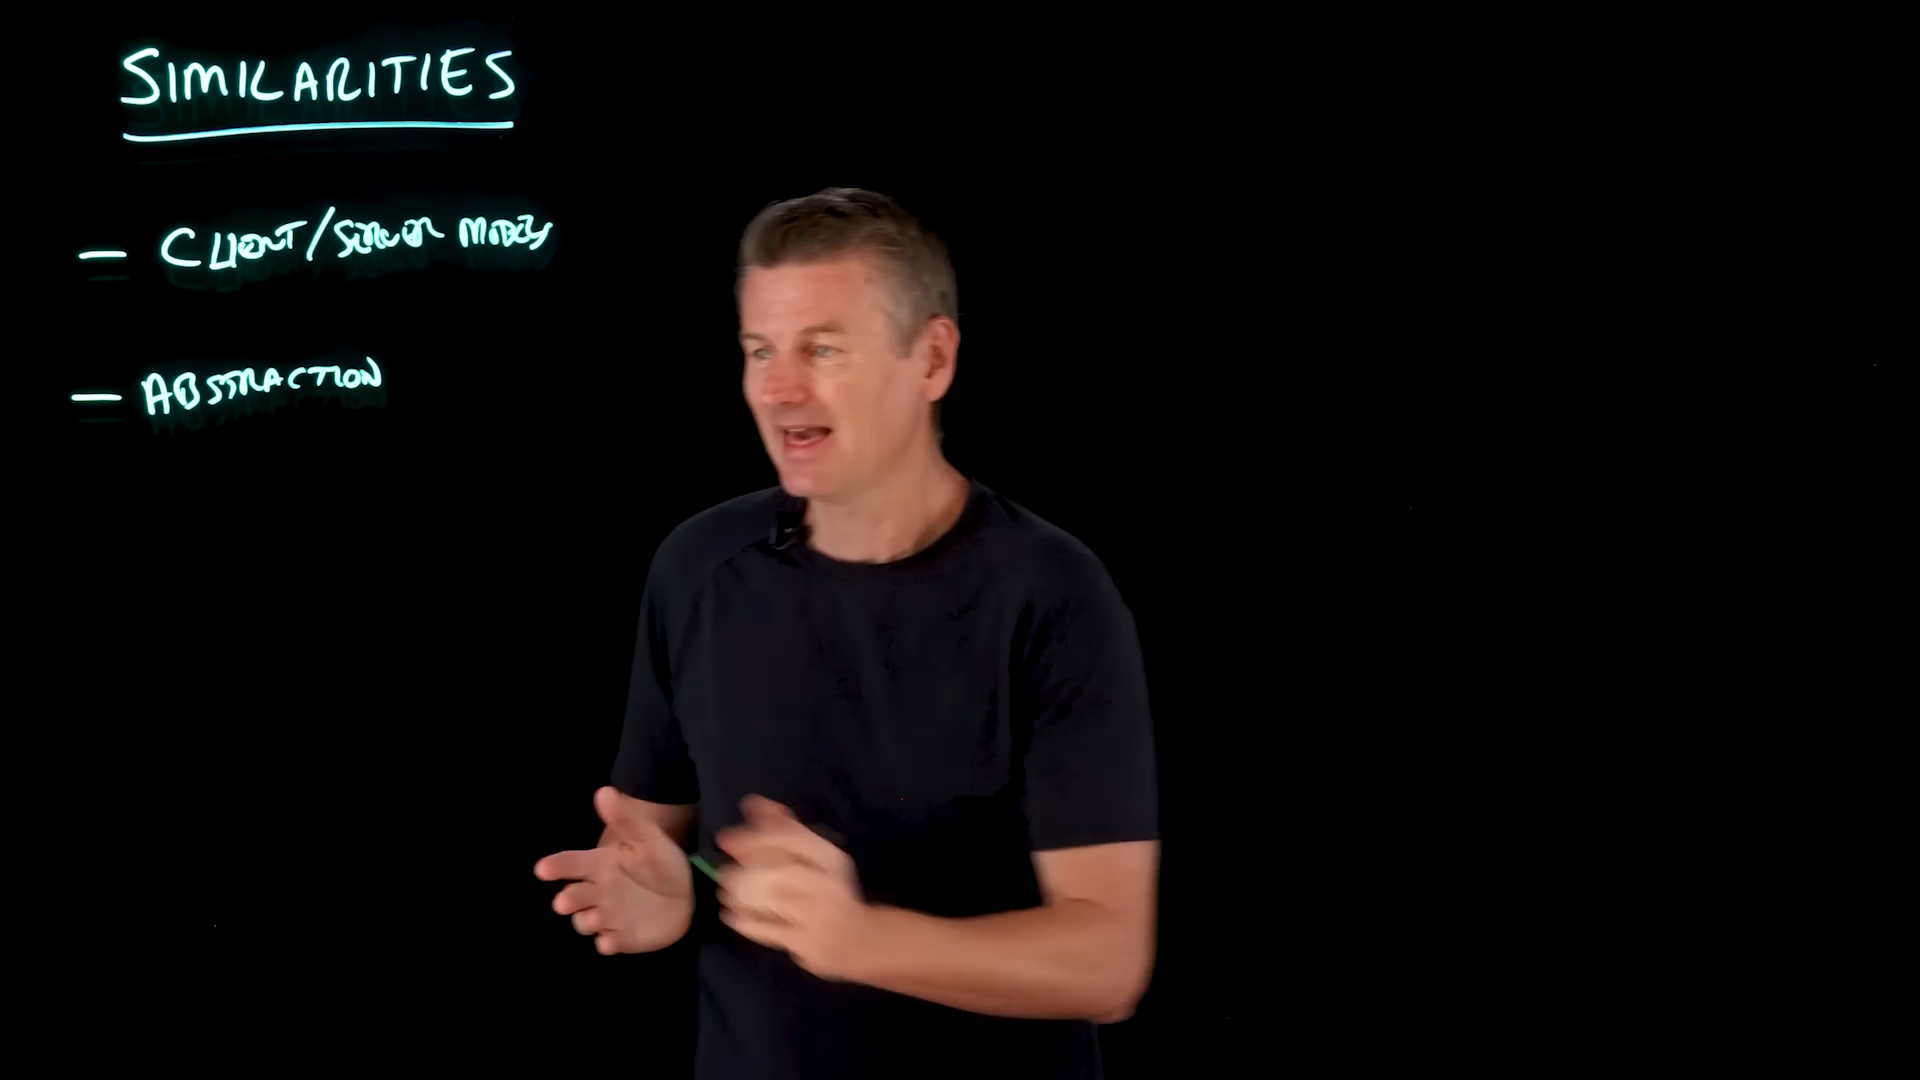 SIMILARITIES
— CLIENT/SERVER MODELS
— ABSTRACTION